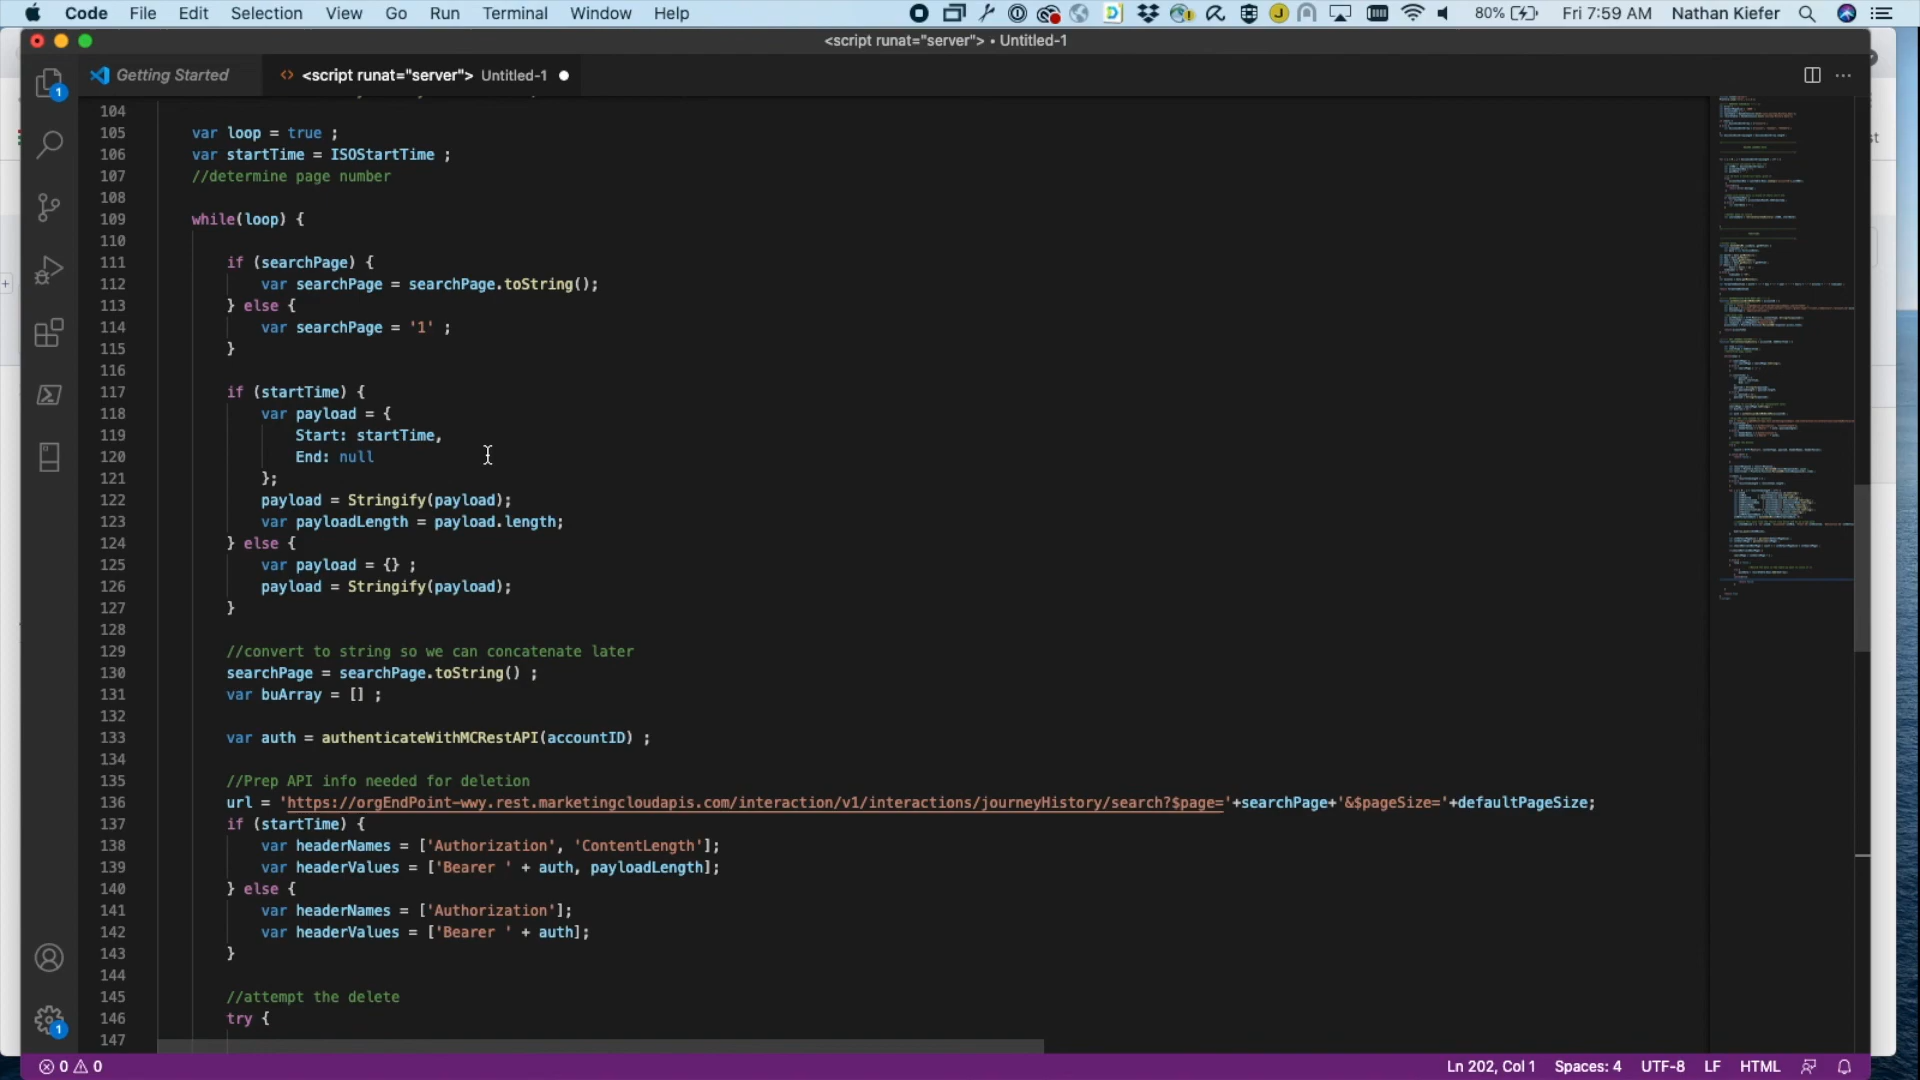 Code File Edit Selection View Go Run Terminal Window Help 80% Fri 7:59 AM Nathan Kiefer
<script runat="server"> • Untitled-1
Getting Started <script runat="server"> Untitled-1
104
105 var loop = true ;
106 var startTime = ISOStartTime ;
107 //determine page number
108
109 while(loop) {
110
111 if (searchPage) {
112 var searchPage = searchPage.toString();
113 } else {
114 var searchPage = '1' ;
115 }
116
117 if (startTime) {
118 var payload = {
119 Start: startTime,
120 End: null
121 };
122 payload = Stringify(payload);
123 var payloadLength = payload.length;
124 } else {
125 var payload = {} ;
126 payload = Stringify(payload);
127 }
128
129 //convert to string so we can concatenate later
130 searchPage = searchPage.toString() ;
131 var buArray = [] ;
132
133 var auth = authenticateWithMCRestAPI(accountID) ;
134
135 //Prep API info needed for deletion
136 url = 'https://orgEndPoint-wwy.rest.marketingcloudapis.com/interaction/v1/interactions/journeyHistory/search?$page='+searchPage+'&$pageSize='+defaultPageSize;
137 if (startTime) {
138 var headerNames = ['Authorization', 'ContentLength'];
139 var headerValues = ['Bearer ' + auth, payloadLength];
140 } else {
141 var headerNames = ['Authorization'];
142 var headerValues = ['Bearer ' + auth];
143 }
144
145 //attempt the delete
146 try {
147
0 0 Ln 202, Col 1 Spaces: 4 UTF-8 LF HTML